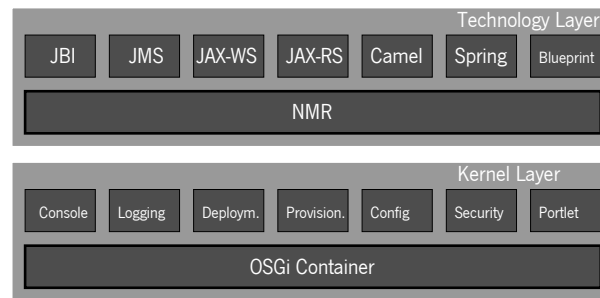 Technology Layer
JBI JMS JAX-WS JAX-RS Camel Spring Blueprint
NMR
Kernel Layer
Console Logging Deploym. Provision. Config Security Portlet
OSGi Container